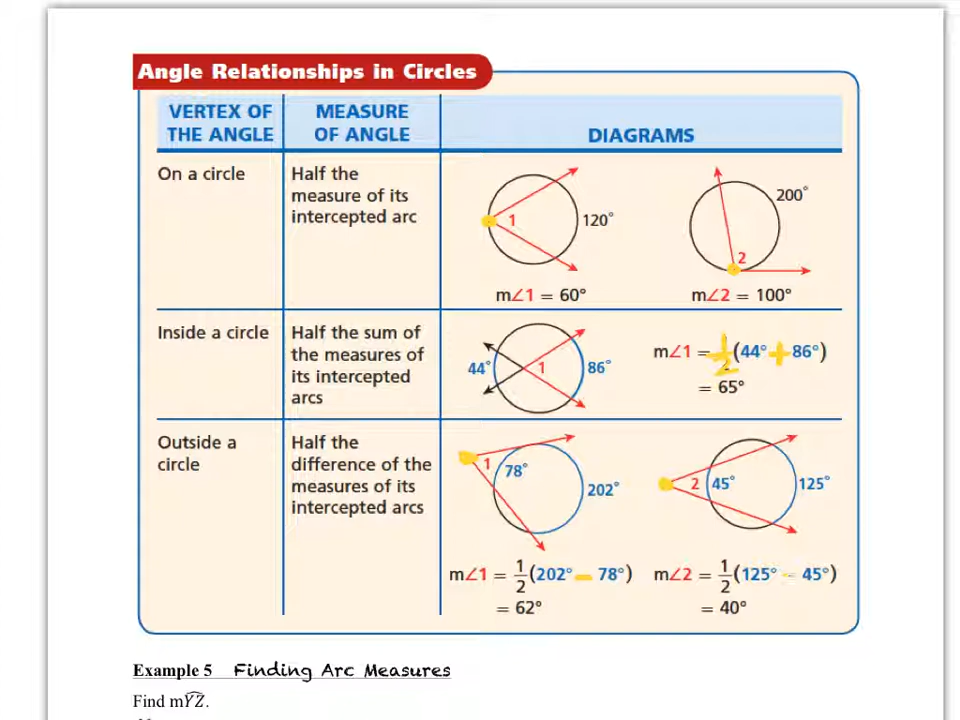 Angle Relationships in Circles
VERTEX OF
THE ANGLE
MEASURE
OF ANGLE
DIAGRAMS
On a circle
Half the
measure of its
intercepted arc
1
120°
m∠1 = 60°
200°
2
m∠2 = 100°
Inside a circle
Half the sum of
the measures of
its intercepted
arcs
44°
1
86°
m∠1 = 1/2(44° + 86°)
= 65°
Outside a
circle
Half the
difference of the
measures of its
intercepted arcs
1
78°
202°
m∠1 = 1/2(202° − 78°)
= 62°
2
45°
125°
m∠2 = 1/2(125° − 45°)
= 40°
Example 5 Finding Arc Measures
Find mY͡Z.